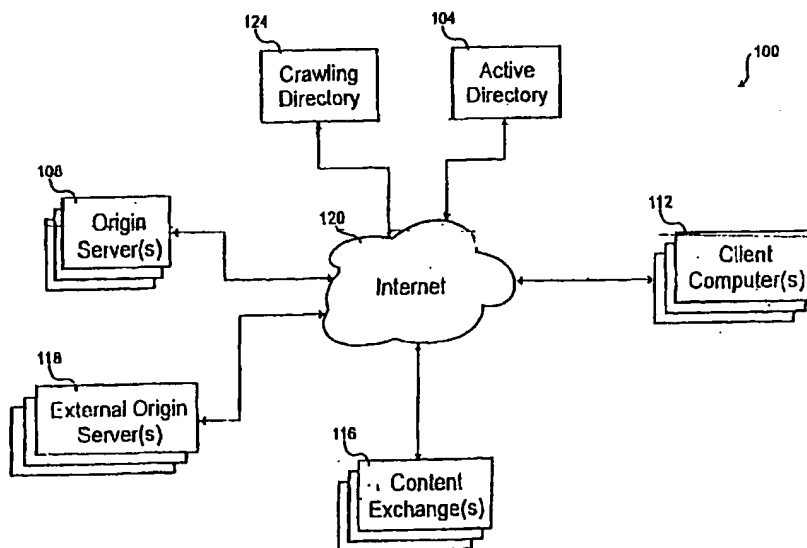 124
Crawling
Directory
104
Active
Directory
100
108
Origin
Server(s)
120
Internet
112
Client
Computer(s)
118
External Origin
Server(s)
116
Content
Exchange(s)